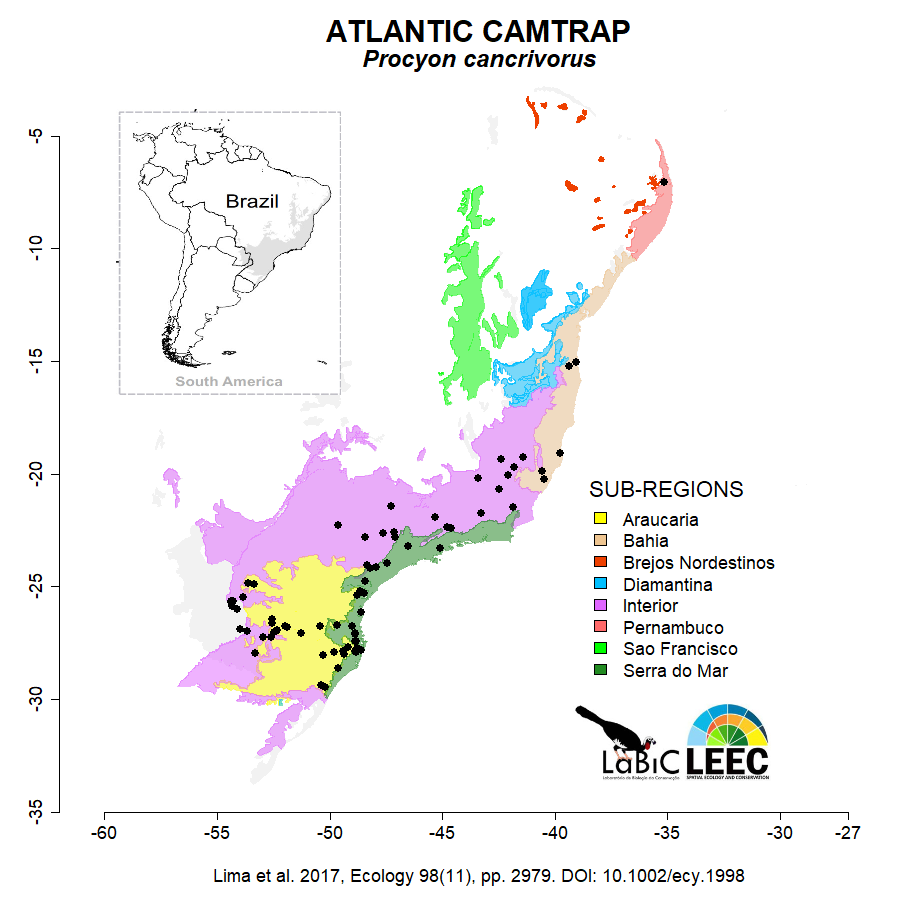 ATLANTIC CAMTRAP
Procyon cancrivorus
-5
-10
-15
-20
-25
-30
-35
Brazil
South America
SUB-REGIONS
Araucaria
Bahia
Brejos Nordestinos
Diamantina
Interior
Pernambuco
Sao Francisco
Serra do Mar
LaBiC
Laboratório de Biologia da Conservação
LEEC
SPATIAL ECOLOGY AND CONSERVATION
-60
-55
-50
-45
-40
-35
-30
-27
Lima et al. 2017, Ecology 98(11), pp. 2979. DOI: 10.1002/ecy.1998